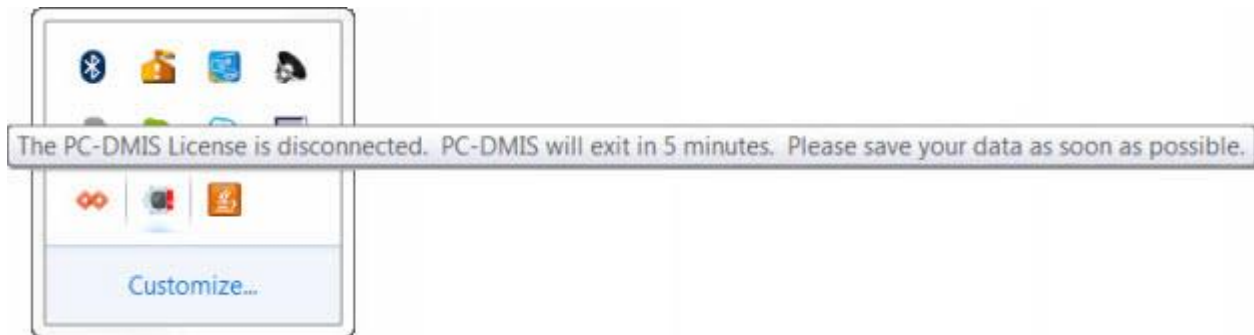 The PC-DMIS License is disconnected.  PC-DMIS will exit in 5 minutes.  Please save your data as soon as possible.
Customize...